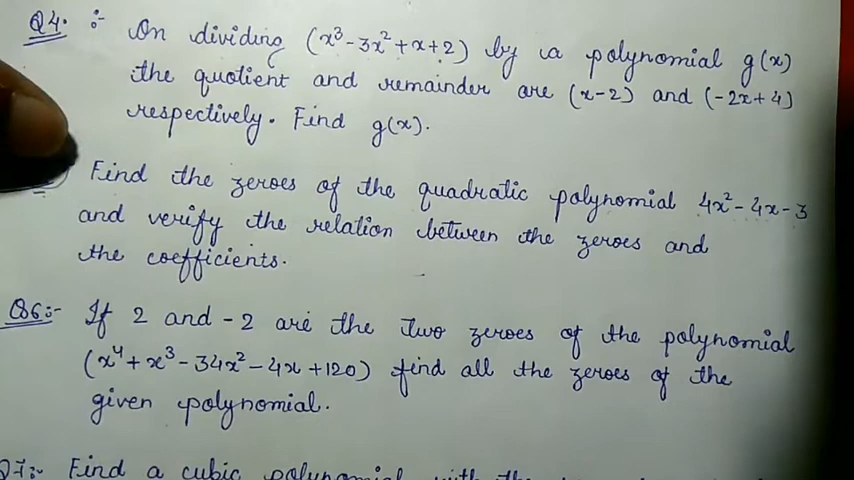 Q4. :- On dividing (x³-3x²+x+2) by a polynomial g(x)
the quotient and remainder are (x-2) and (-2x+4)
respectively. Find g(x).
Find the zeroes of the quadratic polynomial 4x²-4x-3
and verify the relation between the zeroes and
the coefficients.
Q6:- If 2 and -2 are the two zeroes of the polynomial
(x⁴+x³-34x²-4x+120) find all the zeroes of the
given polynomial.
Q7:- Find a cubic polynomial with the